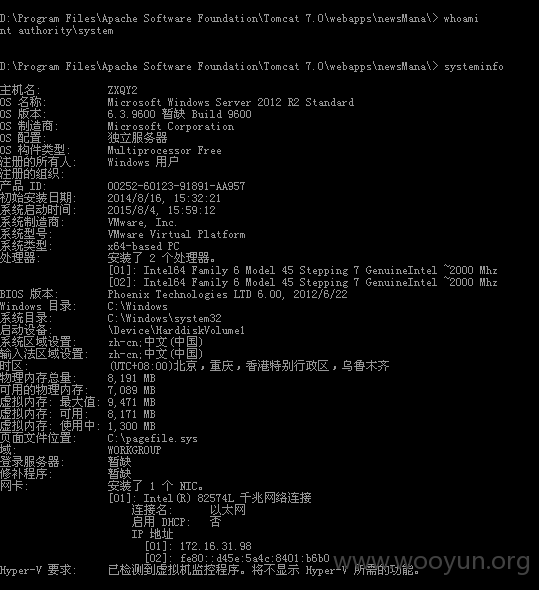 D:\Program Files\Apache Software Foundation\Tomcat 7.0\webapps\newsMana\> whoami
nt authority\system
D:\Program Files\Apache Software Foundation\Tomcat 7.0\webapps\newsMana\> systeminfo
主机名: ZXQY2
OS 名称: Microsoft Windows Server 2012 R2 Standard
OS 版本: 6.3.9600 暂缺 Build 9600
OS 制造商: Microsoft Corporation
OS 配置: 独立服务器
OS 构件类型: Multiprocessor Free
注册的所有人: Windows 用户
注册的组织:
产品 ID: 00252-60123-91891-AA957
初始安装日期: 2014/8/16, 15:32:21
系统启动时间: 2015/8/4, 15:59:12
系统制造商: VMware, Inc.
系统型号: VMware Virtual Platform
系统类型: x64-based PC
处理器: 安装了 2 个处理器。
[01]: Intel64 Family 6 Model 45 Stepping 7 GenuineIntel ~2000 Mhz
[02]: Intel64 Family 6 Model 45 Stepping 7 GenuineIntel ~2000 Mhz
BIOS 版本: Phoenix Technologies LTD 6.00, 2012/6/22
Windows 目录: C:\Windows
系统目录: C:\Windows\system32
启动设备: \Device\HarddiskVolume1
系统区域设置: zh-cn;中文(中国)
输入法区域设置: zh-cn;中文(中国)
时区: (UTC+08:00)北京，重庆，香港特别行政区，乌鲁木齐
物理内存总量: 8,191 MB
可用的物理内存: 7,089 MB
虚拟内存: 最大值: 9,471 MB
虚拟内存: 可用: 8,171 MB
虚拟内存: 使用中: 1,300 MB
页面文件位置: C:\pagefile.sys
域: WORKGROUP
登录服务器: 暂缺
修补程序: 暂缺
网卡: 安装了 1 个 NIC。
[01]: Intel(R) 82574L 千兆网络连接
连接名: 以太网
启用 DHCP: 否
IP 地址
[01]: 172.16.31.98
[02]: fe80::d45e:5a4c:8401:b6b0
Hyper-V 要求: 已检测到虚拟机监控程序。将不显示 Hyper-V 所需的功能。
www.wooyun.org